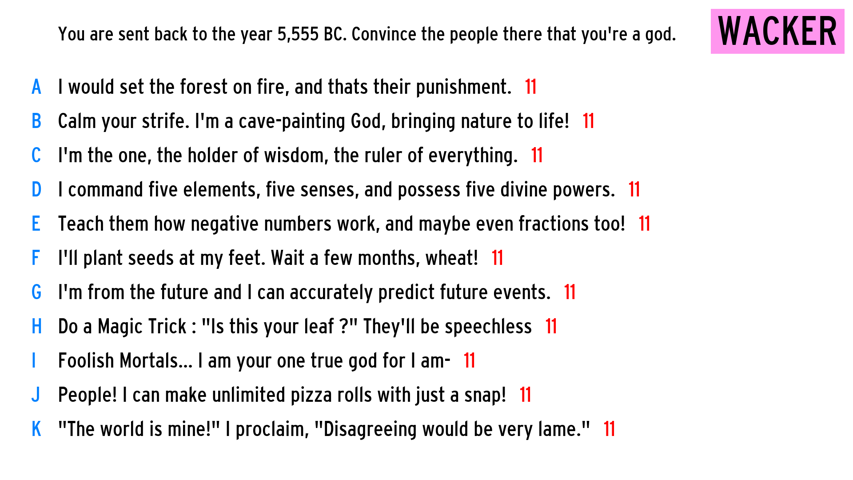 You are sent back to the year 5,555 BC. Convince the people there that you're a god.
WACKER
A I would set the forest on fire, and thats their punishment. 11
B Calm your strife. I'm a cave-painting God, bringing nature to life! 11
C I'm the one, the holder of wisdom, the ruler of everything. 11
D I command five elements, five senses, and possess five divine powers. 11
E Teach them how negative numbers work, and maybe even fractions too! 11
F I'll plant seeds at my feet. Wait a few months, wheat! 11
G I'm from the future and I can accurately predict future events. 11
H Do a Magic Trick : "Is this your leaf ?" They'll be speechless 11
I Foolish Mortals... I am your one true god for I am- 11
J People! I can make unlimited pizza rolls with just a snap! 11
K "The world is mine!" I proclaim, "Disagreeing would be very lame." 11